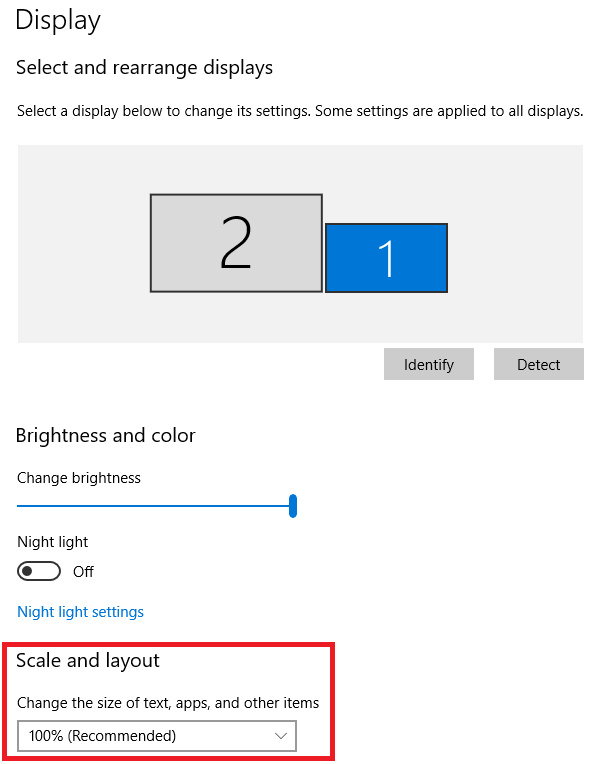 Display
Select and rearrange displays
Select a display below to change its settings. Some settings are applied to all displays.
2
1
Identify
Detect
Brightness and color
Change brightness
Night light
Off
Night light settings
Scale and layout
Change the size of text, apps, and other items
100% (Recommended)